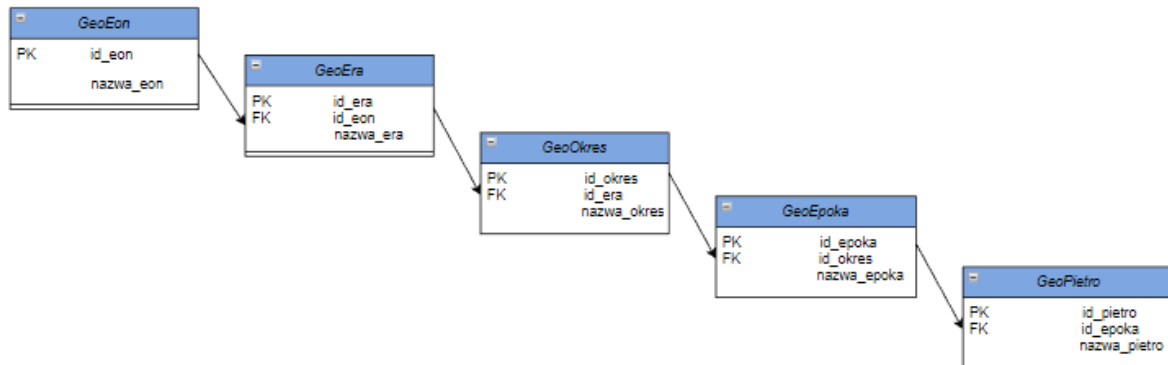 GeoEon
PK id_eon
nazwa_eon
GeoEra
PK id_era
FK id_eon
nazwa_era
GeoOkres
PK id_okres
FK id_era
nazwa_okres
GeoEpoka
PK id_epoka
FK id_okres
nazwa_epoka
GeoPietro
PK id_pietro
FK id_epoka
nazwa_pietro